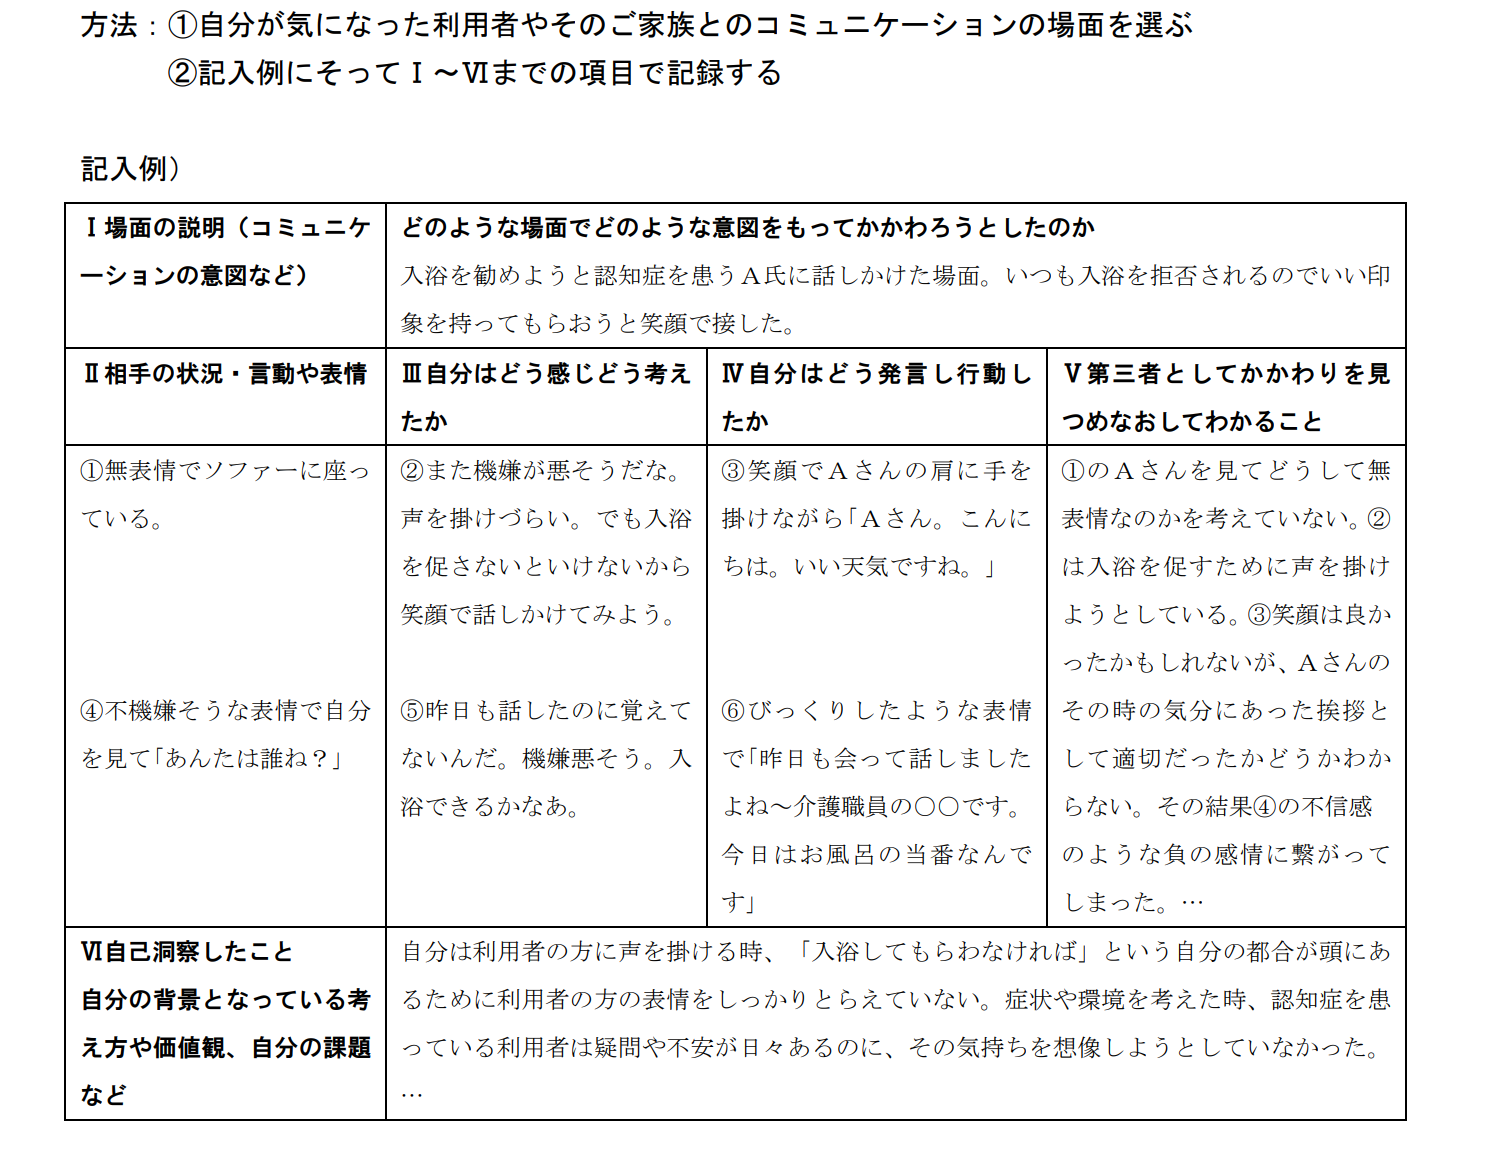 方法：①自分が気になった利用者やそのご家族とのコミュニケーションの場面を選ぶ
②記入例にそってⅠ～Ⅵまでの項目で記録する
記入例）
Ⅰ場面の説明（コミュニケ
ーションの意図など）
どのような場面でどのような意図をもってかかわろうとしたのか
入浴を勧めようと認知症を患うＡ氏に話しかけた場面。いつも入浴を拒否されるのでいい印
象を持ってもらおうと笑顔で接した。
Ⅱ相手の状況・言動や表情
Ⅲ自分はどう感じどう考え
たか
Ⅳ自分はどう発言し行動し
たか
Ⅴ第三者としてかかわりを見
つめなおしてわかること
①無表情でソファーに座っ
ている。
④不機嫌そうな表情で自分
を見て「あんたは誰ね？」
②また機嫌が悪そうだな。
声を掛けづらい。でも入浴
を促さないといけないから
笑顔で話しかけてみよう。
⑤昨日も話したのに覚えて
ないんだ。機嫌悪そう。入
浴できるかなあ。
③笑顔でＡさんの肩に手を
掛けながら「Ａさん。こんに
ちは。いい天気ですね。」
⑥びっくりしたような表情
で「昨日も会って話しました
よね～介護職員の〇〇です。
今日はお風呂の当番なんで
す」
①のＡさんを見てどうして無
表情なのかを考えていない。②
は入浴を促すために声を掛け
ようとしている。③笑顔は良か
ったかもしれないが、Ａさんの
その時の気分にあった挨拶と
して適切だったかどうかわか
らない。その結果④の不信感
のような負の感情に繋がって
しまった。…
Ⅵ自己洞察したこと
自分の背景となっている考
え方や価値観、自分の課題
など
自分は利用者の方に声を掛ける時、「入浴してもらわなければ」という自分の都合が頭にあ
るために利用者の方の表情をしっかりとらえていない。症状や環境を考えた時、認知症を患
っている利用者は疑問や不安が日々あるのに、その気持ちを想像しようとしていなかった。
…